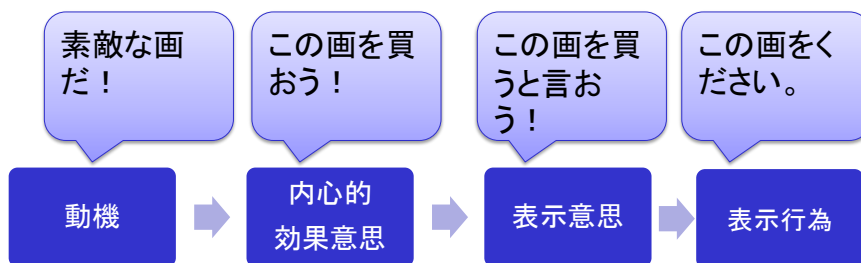 素敵な画
だ！
この画を買
おう！
この画を買
うと言お
う！
この画をく
ださい。
動機
内心的
効果意思
表示意思
表示行為